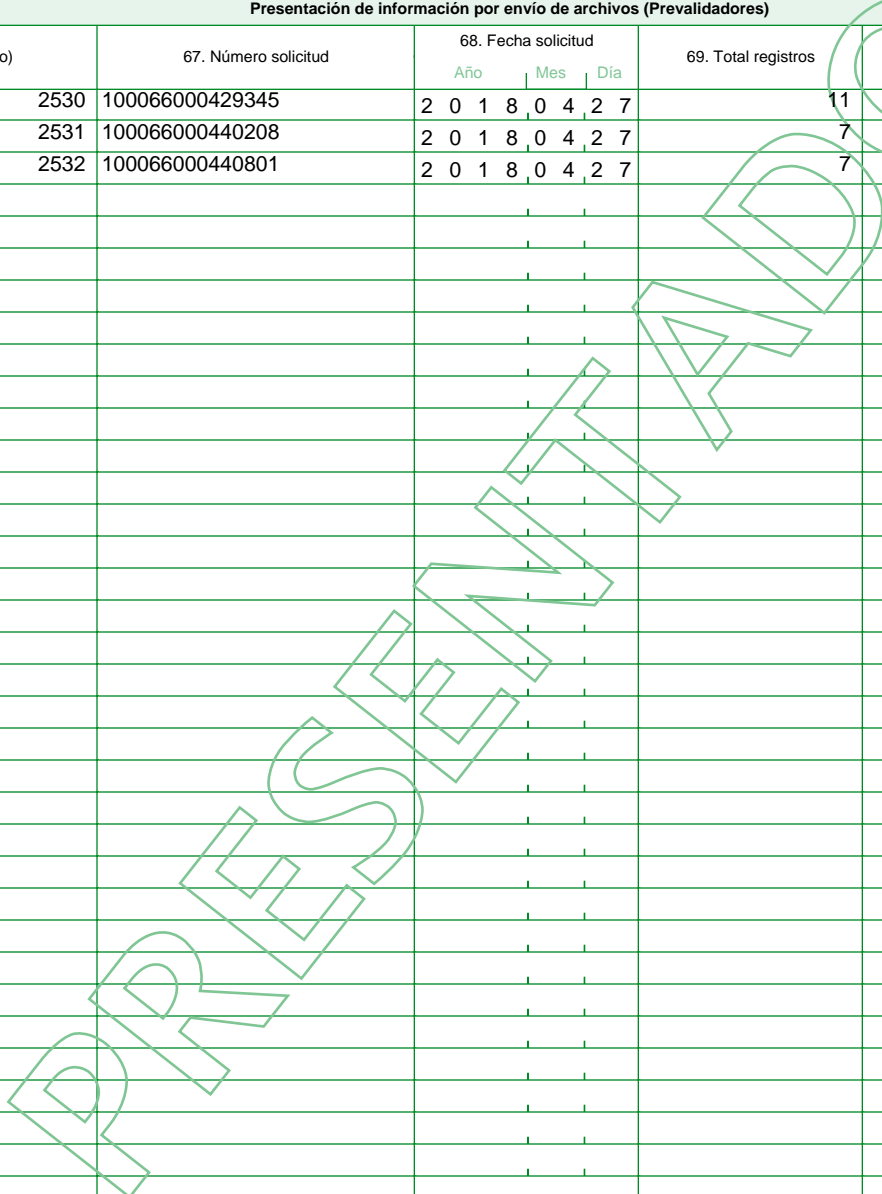 Presentación de información por envío de archivos (Prevalidadores)
o) 67. Número solicitud 68. Fecha solicitud 69. Total registros
Año Mes Día
2530 100066000429345 2 0 1 8 0 4 2 7 11
2531 100066000440208 2 0 1 8 0 4 2 7 7
2532 100066000440801 2 0 1 8 0 4 2 7 7
PRESENTADO